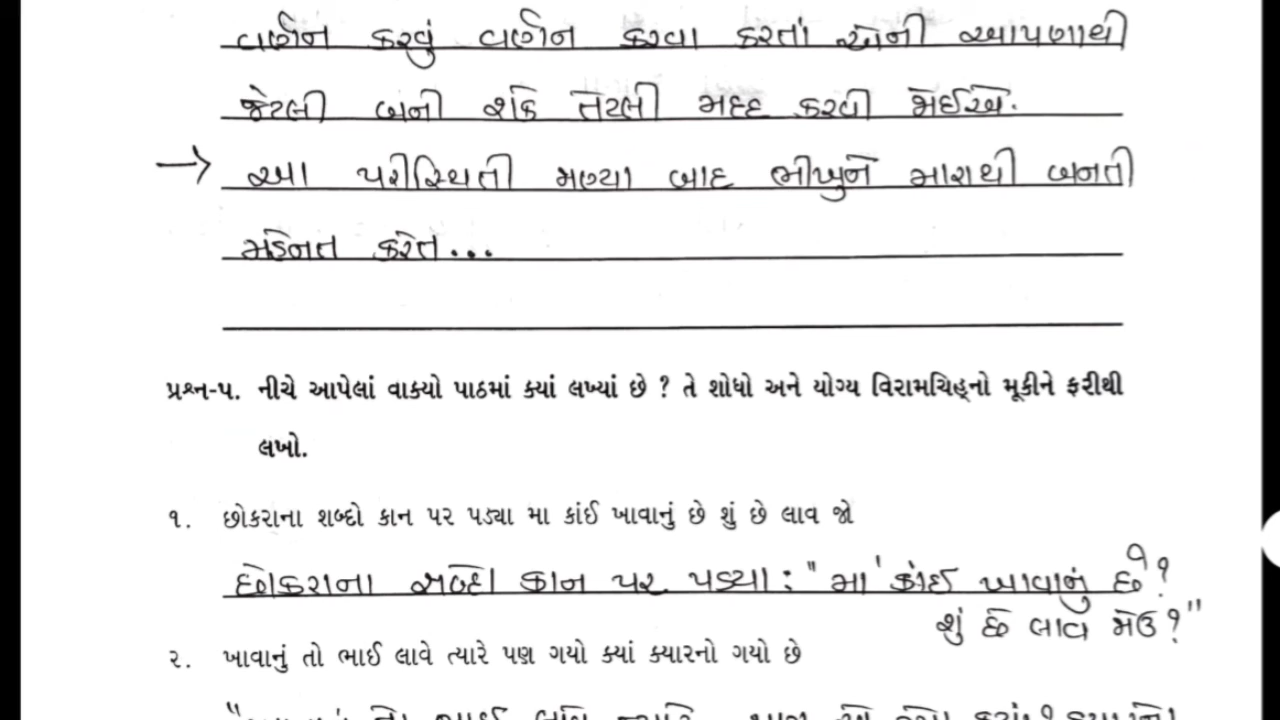 વર્ણન કરવું વર્ણન કરવા કરતાં એની આપણાથી
જેટલી બની શકે તેટલી મદદ કરવી જોઈએ.
→ આ પરીસ્થિતી મળ્યા બાદ ભીખુને મારાથી બનતી
મહેનત કરેત...
પ્રશ્ન-૫. નીચે આપેલાં વાક્યો પાઠમાં ક્યાં લખ્યાં છે ? તે શોધો અને યોગ્ય વિરામચિહ્નો મૂકીને ફરીથી
લખો.
૧. છોકરાના શબ્દો કાન પર પડ્યા મા કાંઈ ખાવાનું છે શું છે લાવ જો
છોકરાના શબ્દો કાન પર પડયા : "મા' કાંઈ ખાવાનું છે?
શું છે લાવ જોઉ?"
૨. ખાવાનું તો ભાઈ લાવે ત્યારે પણ ગયો ક્યાં ક્યારનો ગયો છે